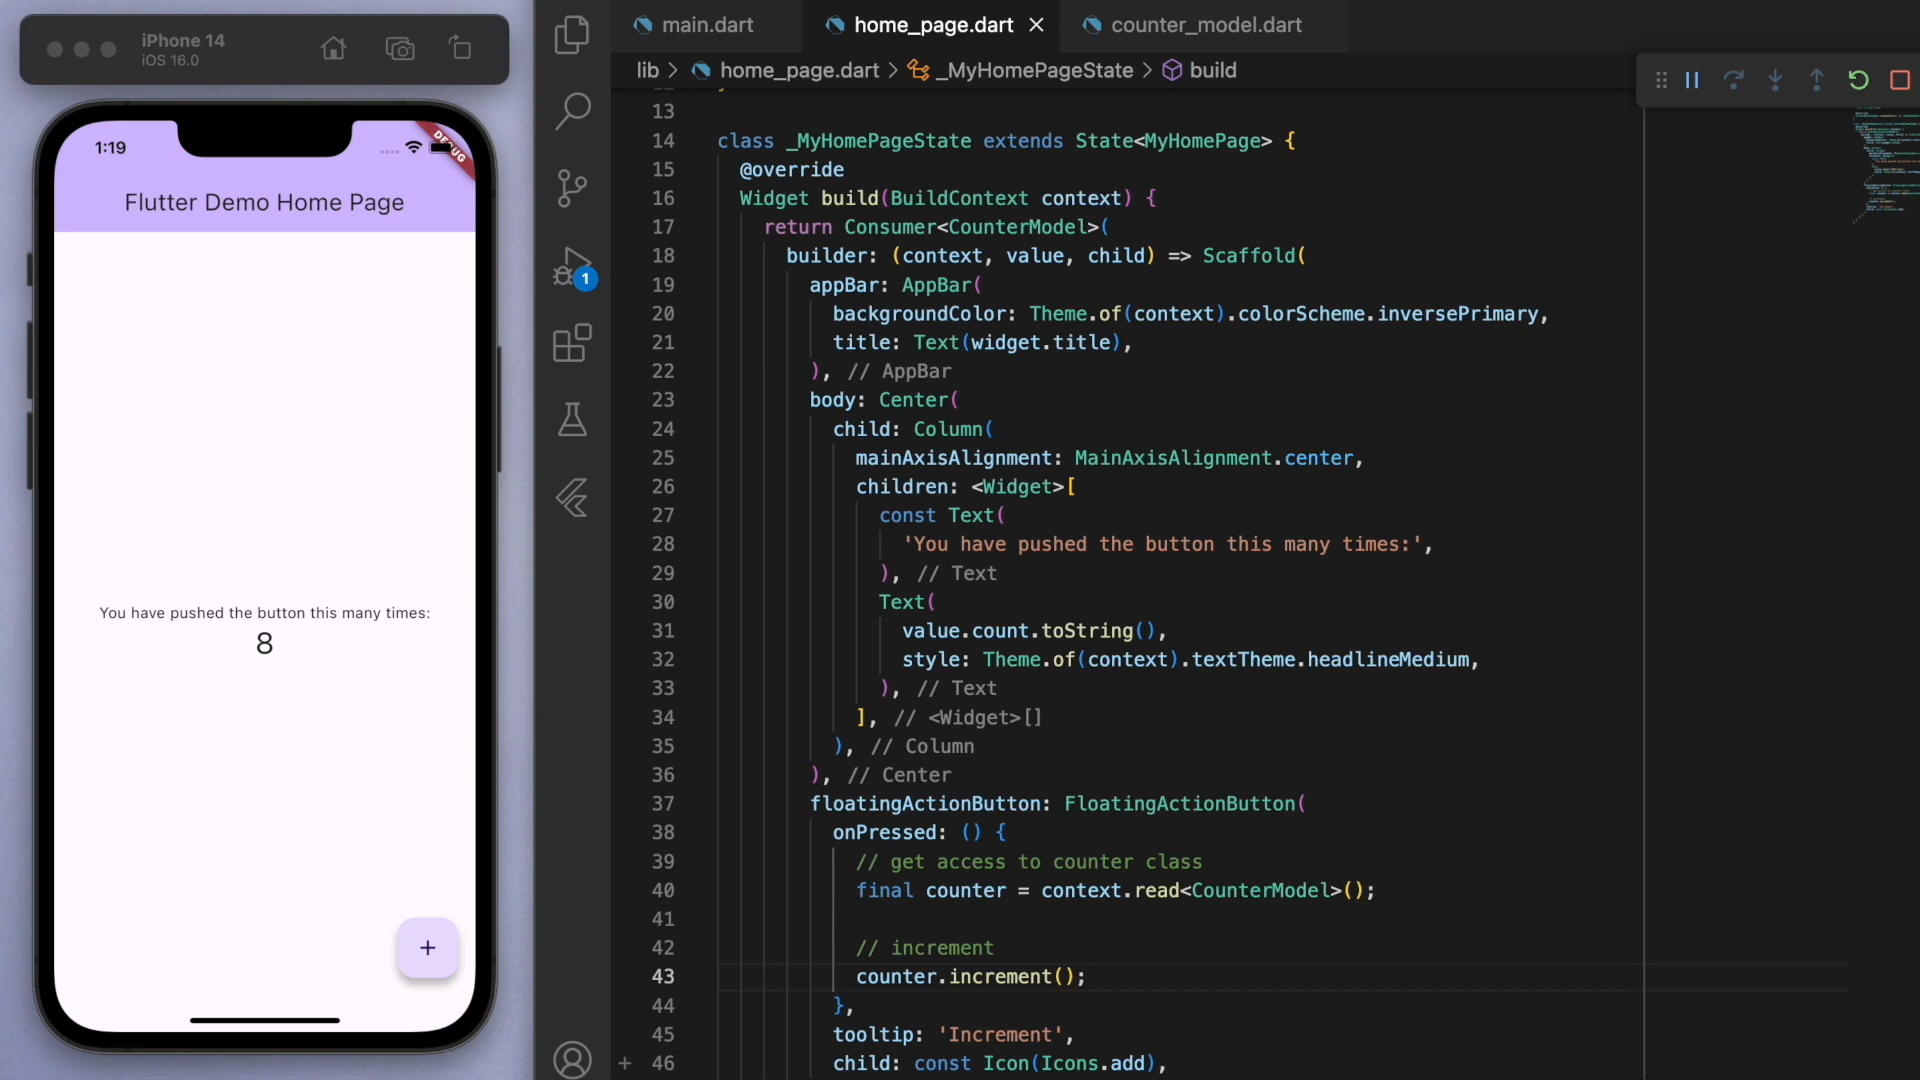 iPhone 14
iOS 16.0
1:19
DEBUG
Flutter Demo Home Page
You have pushed the button this many times:
8
+
1
main.dart
home_page.dart
counter_model.dart
lib > home_page.dart > _MyHomePageState > build
13
14 class _MyHomePageState extends State<MyHomePage> {
15 @override
16 Widget build(BuildContext context) {
17 return Consumer<CounterModel>(
18 builder: (context, value, child) => Scaffold(
19 appBar: AppBar(
20 backgroundColor: Theme.of(context).colorScheme.inversePrimary,
21 title: Text(widget.title),
22 ), // AppBar
23 body: Center(
24 child: Column(
25 mainAxisAlignment: MainAxisAlignment.center,
26 children: <Widget>[
27 const Text(
28 'You have pushed the button this many times:',
29 ), // Text
30 Text(
31 value.count.toString(),
32 style: Theme.of(context).textTheme.headlineMedium,
33 ), // Text
34 ], // <Widget>[]
35 ), // Column
36 ), // Center
37 floatingActionButton: FloatingActionButton(
38 onPressed: () {
39 // get access to counter class
40 final counter = context.read<CounterModel>();
41
42 // increment
43 counter.increment();
44 },
45 tooltip: 'Increment',
46 child: const Icon(Icons.add),